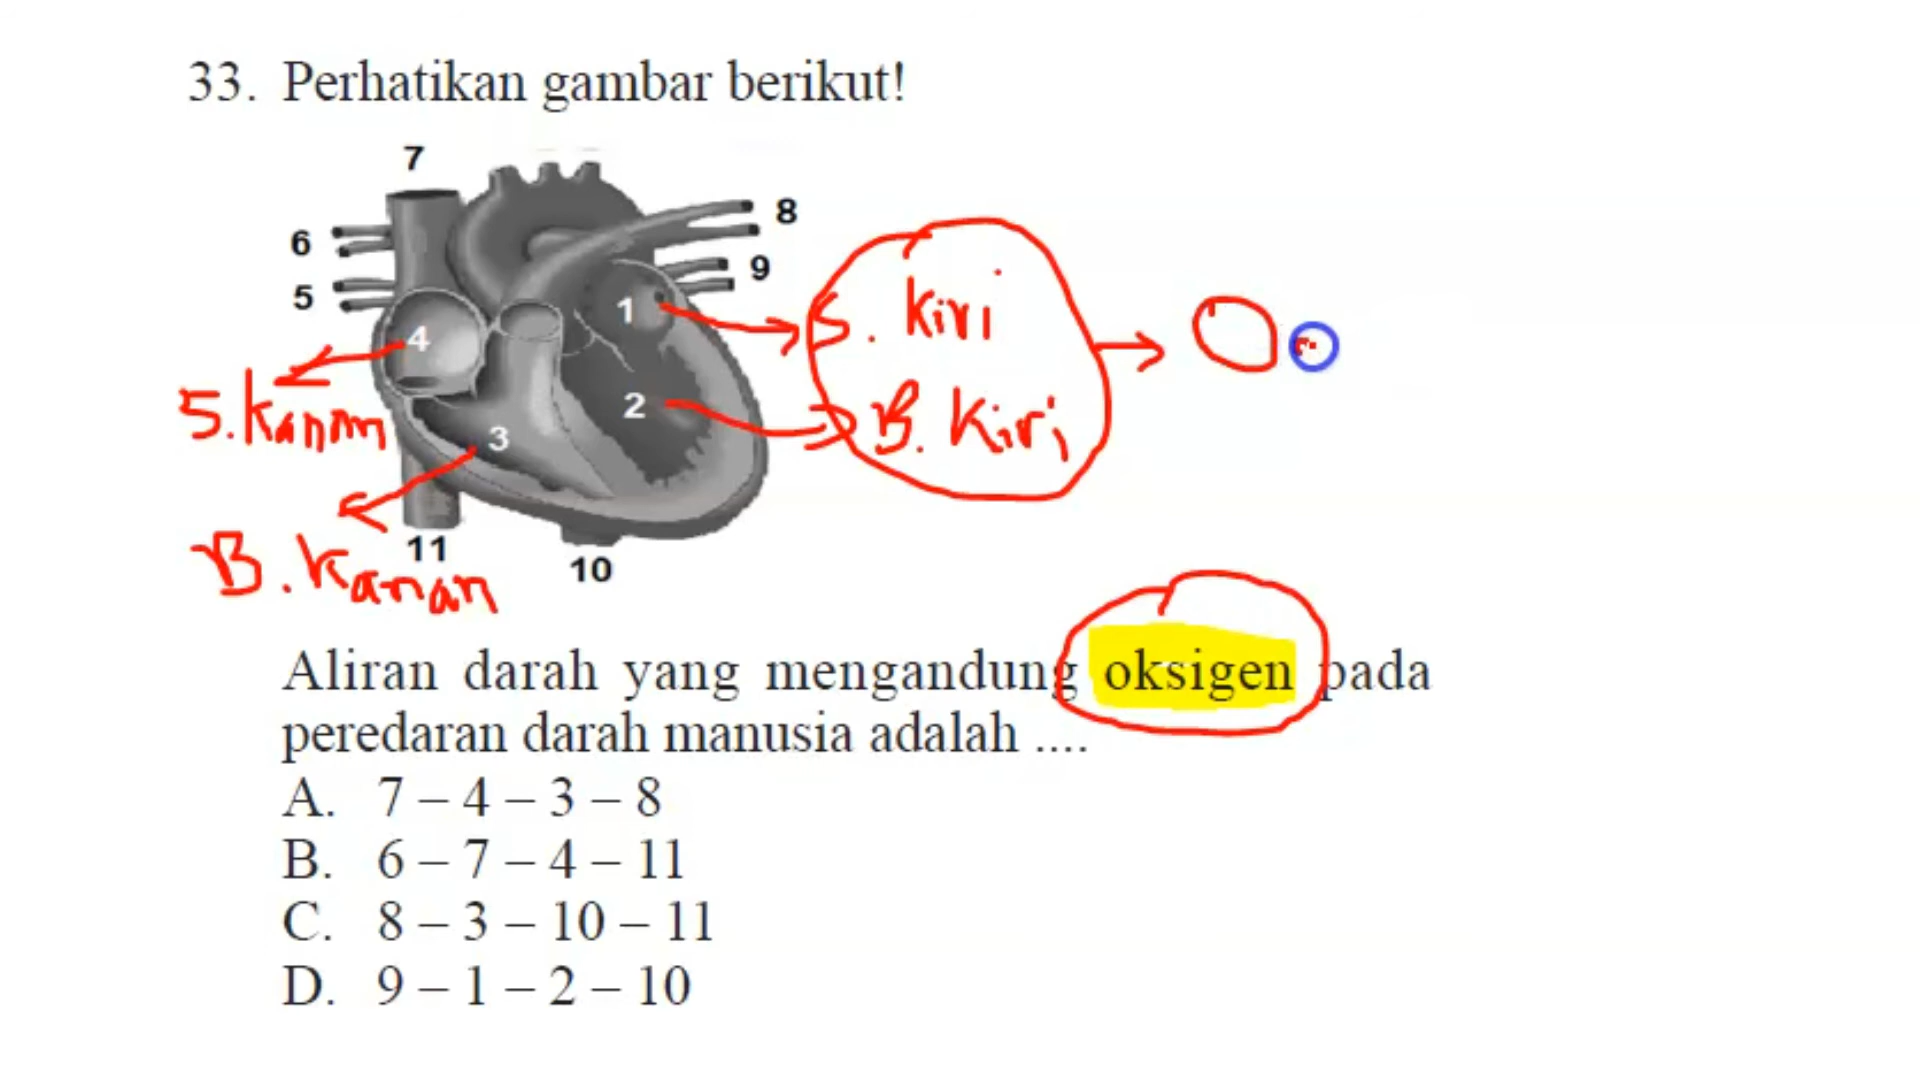 33. Perhatikan gambar berikut!
7
8
6
9
5
1
S. Kiri
4
2
B. Kiri
S. Kanan
3
B. Kanan
11
10
Aliran darah yang mengandung oksigen pada
peredaran darah manusia adalah ....
A. 7 – 4 – 3 – 8
B. 6 – 7 – 4 – 11
C. 8 – 3 – 10 – 11
D. 9 – 1 – 2 – 10